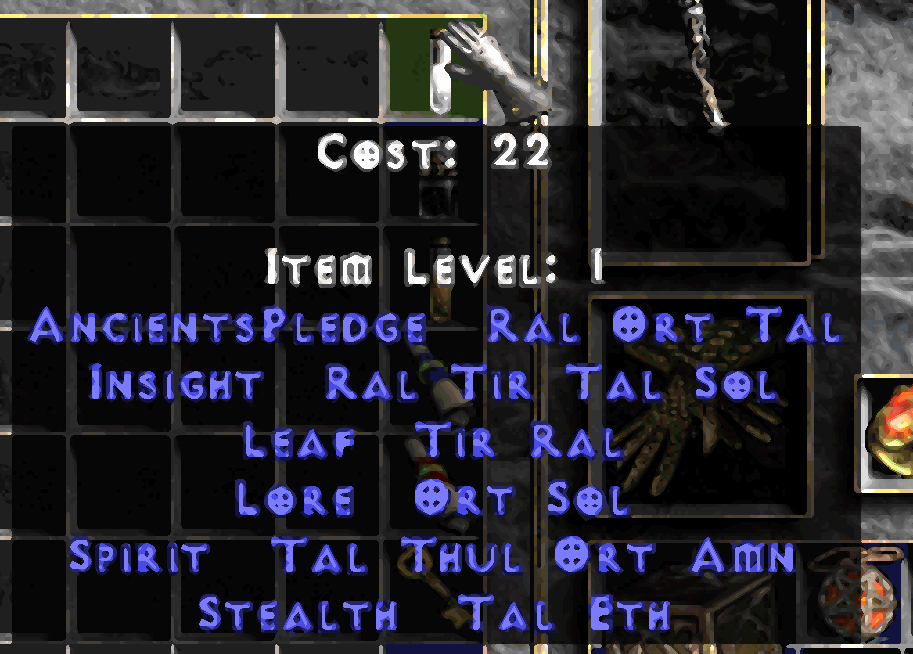 Cost: 22
Item Level: 1
AncientsPledge Ral Ort Tal
Insight Ral Tir Tal Sol
Leaf Tir Ral
Lore Ort Sol
Spirit Tal Thul Ort Amn
Stealth Tal Eth